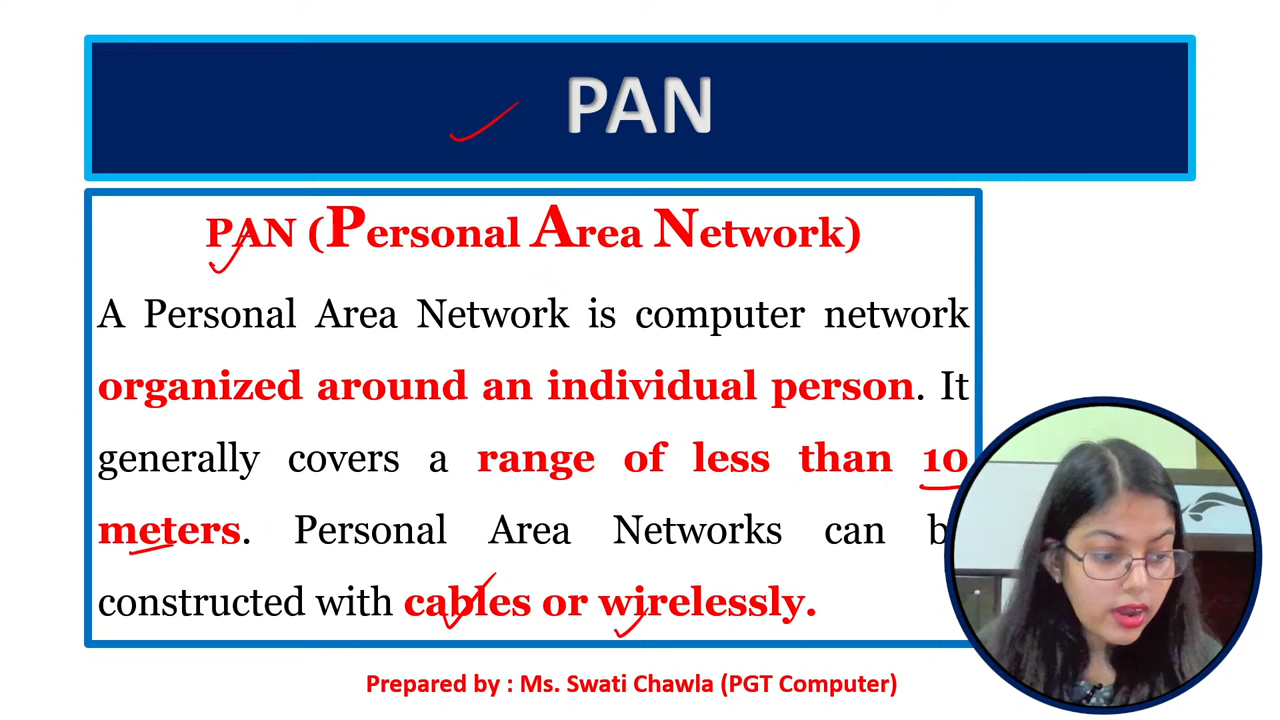 PAN
PAN (Personal Area Network)
A Personal Area Network is computer network
organized around an individual person. It
generally covers a range of less than 10
meters. Personal Area Networks can b
constructed with cables or wirelessly.
Prepared by : Ms. Swati Chawla (PGT Computer)